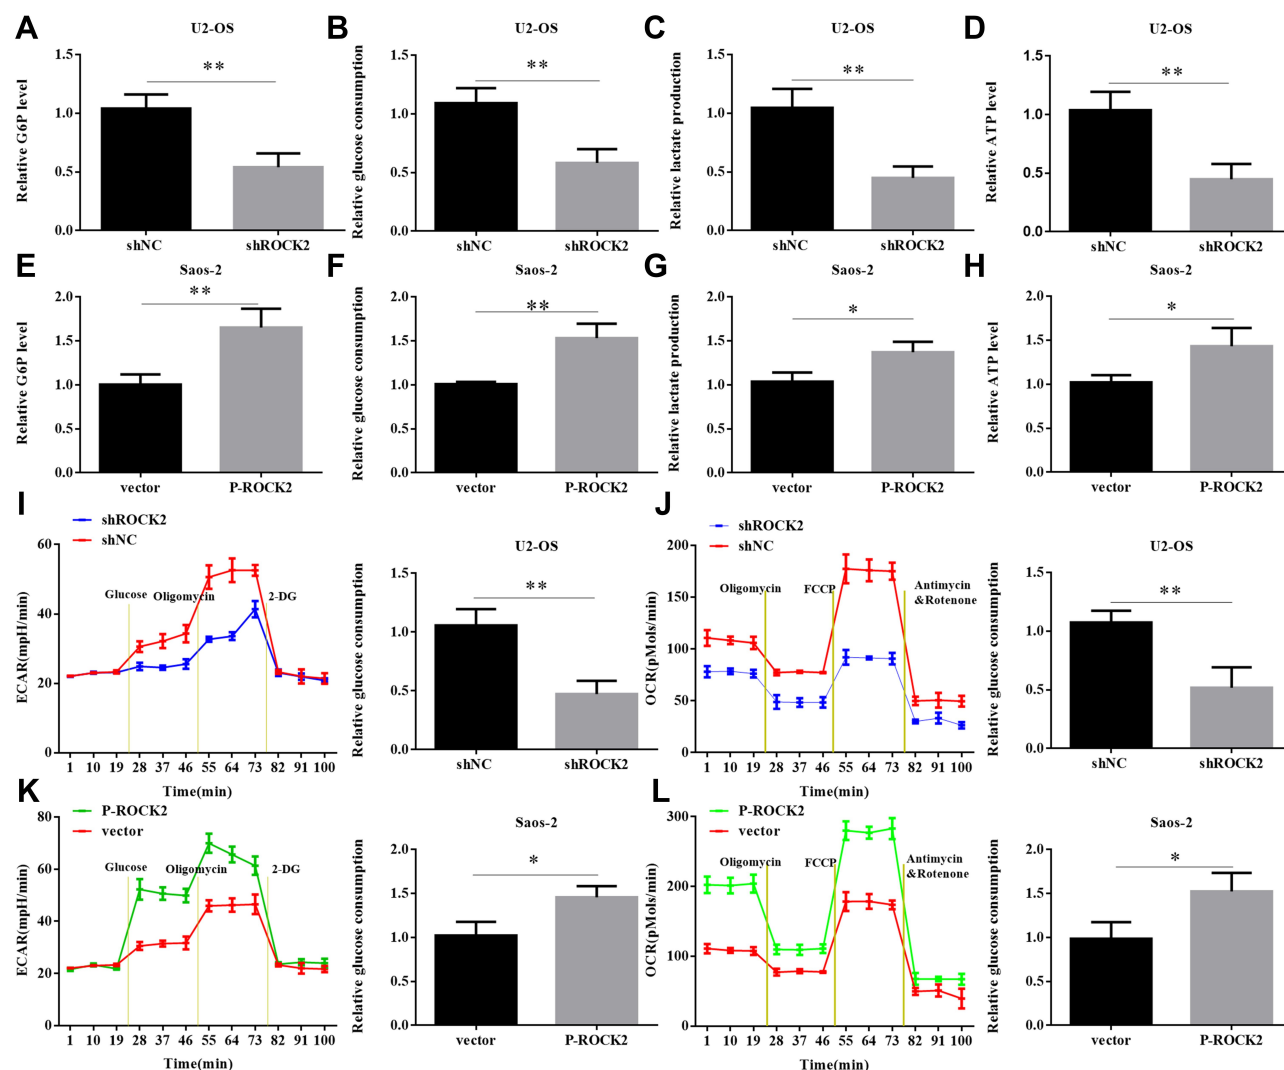 A
U2-OS
Relative G6P level
1.5
1.0
0.5
0.0
**
shNC
shROCK2
B
U2-OS
Relative glucose consumption
1.5
1.0
0.5
0.0
**
shNC
shROCK2
C
U2-OS
Relative lactate production
1.5
1.0
0.5
0.0
**
shNC
shROCK2
D
U2-OS
Relative ATP level
1.5
1.0
0.5
0.0
**
shNC
shROCK2
E
Saos-2
Relative G6P level
2.0
1.5
1.0
0.5
0.0
**
vector
P-ROCK2
F
Saos-2
Relative glucose consumption
2.0
1.5
1.0
0.5
0.0
**
vector
P-ROCK2
G
Saos-2
Relative lactate production
2.0
1.5
1.0
0.5
0.0
*
vector
P-ROCK2
H
Saos-2
Relative ATP level
2.0
1.5
1.0
0.5
0.0
*
vector
P-ROCK2
I
shROCK2
shNC
ECAR(mpH/min)
60
40
20
0
Glucose
Oligomycin
2-DG
1 10 19 28 37 46 55 64 73 82 91 100
Time(min)
U2-OS
Relative glucose consumption
1.5
1.0
0.5
0.0
**
shNC
shROCK2
J
shROCK2
shNC
OCR(pMols/min)
200
150
100
50
0
Oligomycin
FCCP
Antimycin
&Rotenone
1 10 19 28 37 46 55 64 73 82 91 100
Time(min)
U2-OS
Relative glucose consumption
1.5
1.0
0.5
0.0
**
shNC
shROCK2
K
P-ROCK2
vector
ECAR(mpH/min)
80
60
40
20
0
Glucose
Oligomycin
2-DG
1 10 19 28 37 46 55 64 73 82 91 100
Time(min)
Saos-2
Relative glucose consumption
2.0
1.5
1.0
0.5
0.0
*
vector
P-ROCK2
L
P-ROCK2
vector
OCR(pMols/min)
300
200
100
0
Oligomycin
FCCP
Antimycin
&Rotenone
1 10 19 28 37 46 55 64 73 82 91 100
Time(min)
Saos-2
Relative glucose consumption
2.0
1.5
1.0
0.5
0.0
*
vector
P-ROCK2